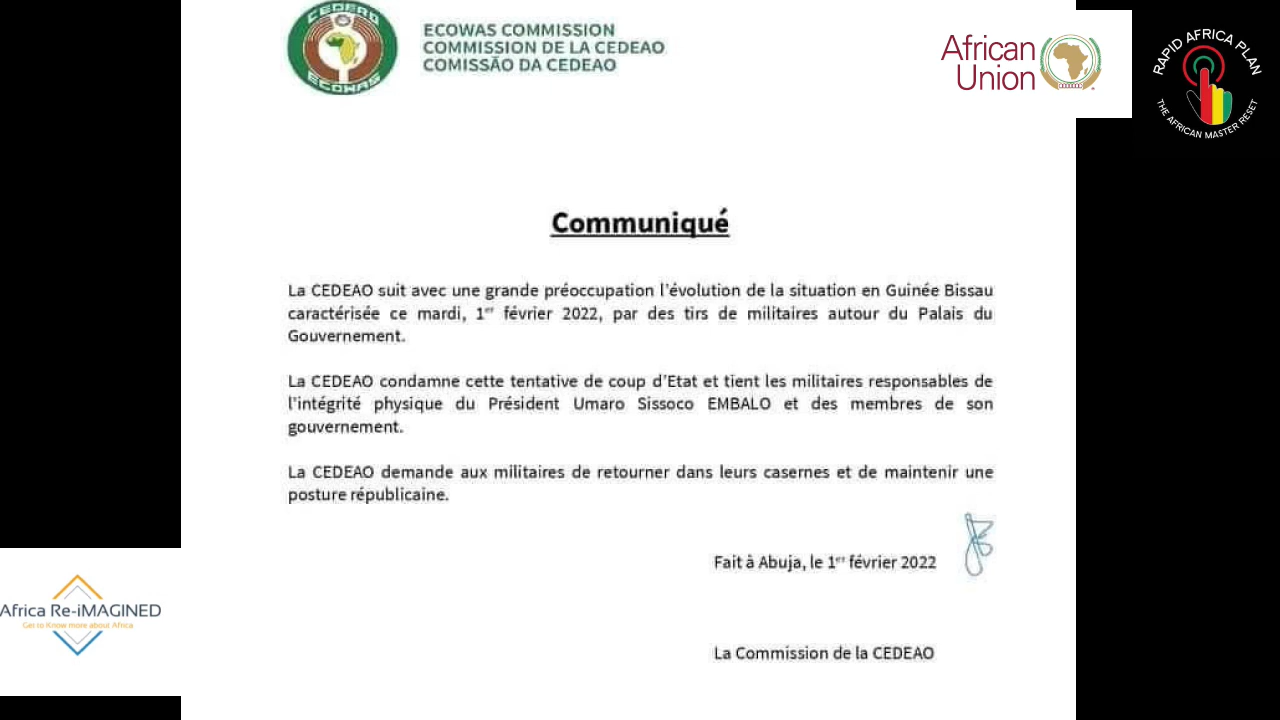 CEDEAO
ECOWAS
ECOWAS COMMISSION
COMMISSION DE LA CEDEAO
COMISSÃO DA CEDEAO
African
Union
RAPID AFRICA PLAN
THE AFRICAN MASTER RESET
Communiqué
La CEDEAO suit avec une grande préoccupation l'évolution de la situation en Guinée Bissau
caractérisée ce mardi, 1er février 2022, par des tirs de militaires autour du Palais du
Gouvernement.
La CEDEAO condamne cette tentative de coup d'Etat et tient les militaires responsables de
l'intégrité physique du Président Umaro Sissoco EMBALO et des membres de son
gouvernement.
La CEDEAO demande aux militaires de retourner dans leurs casernes et de maintenir une
posture républicaine.
Fait à Abuja, le 1er février 2022
La Commission de la CEDEAO
Africa Re-iMAGINED
Get to Know more about Africa